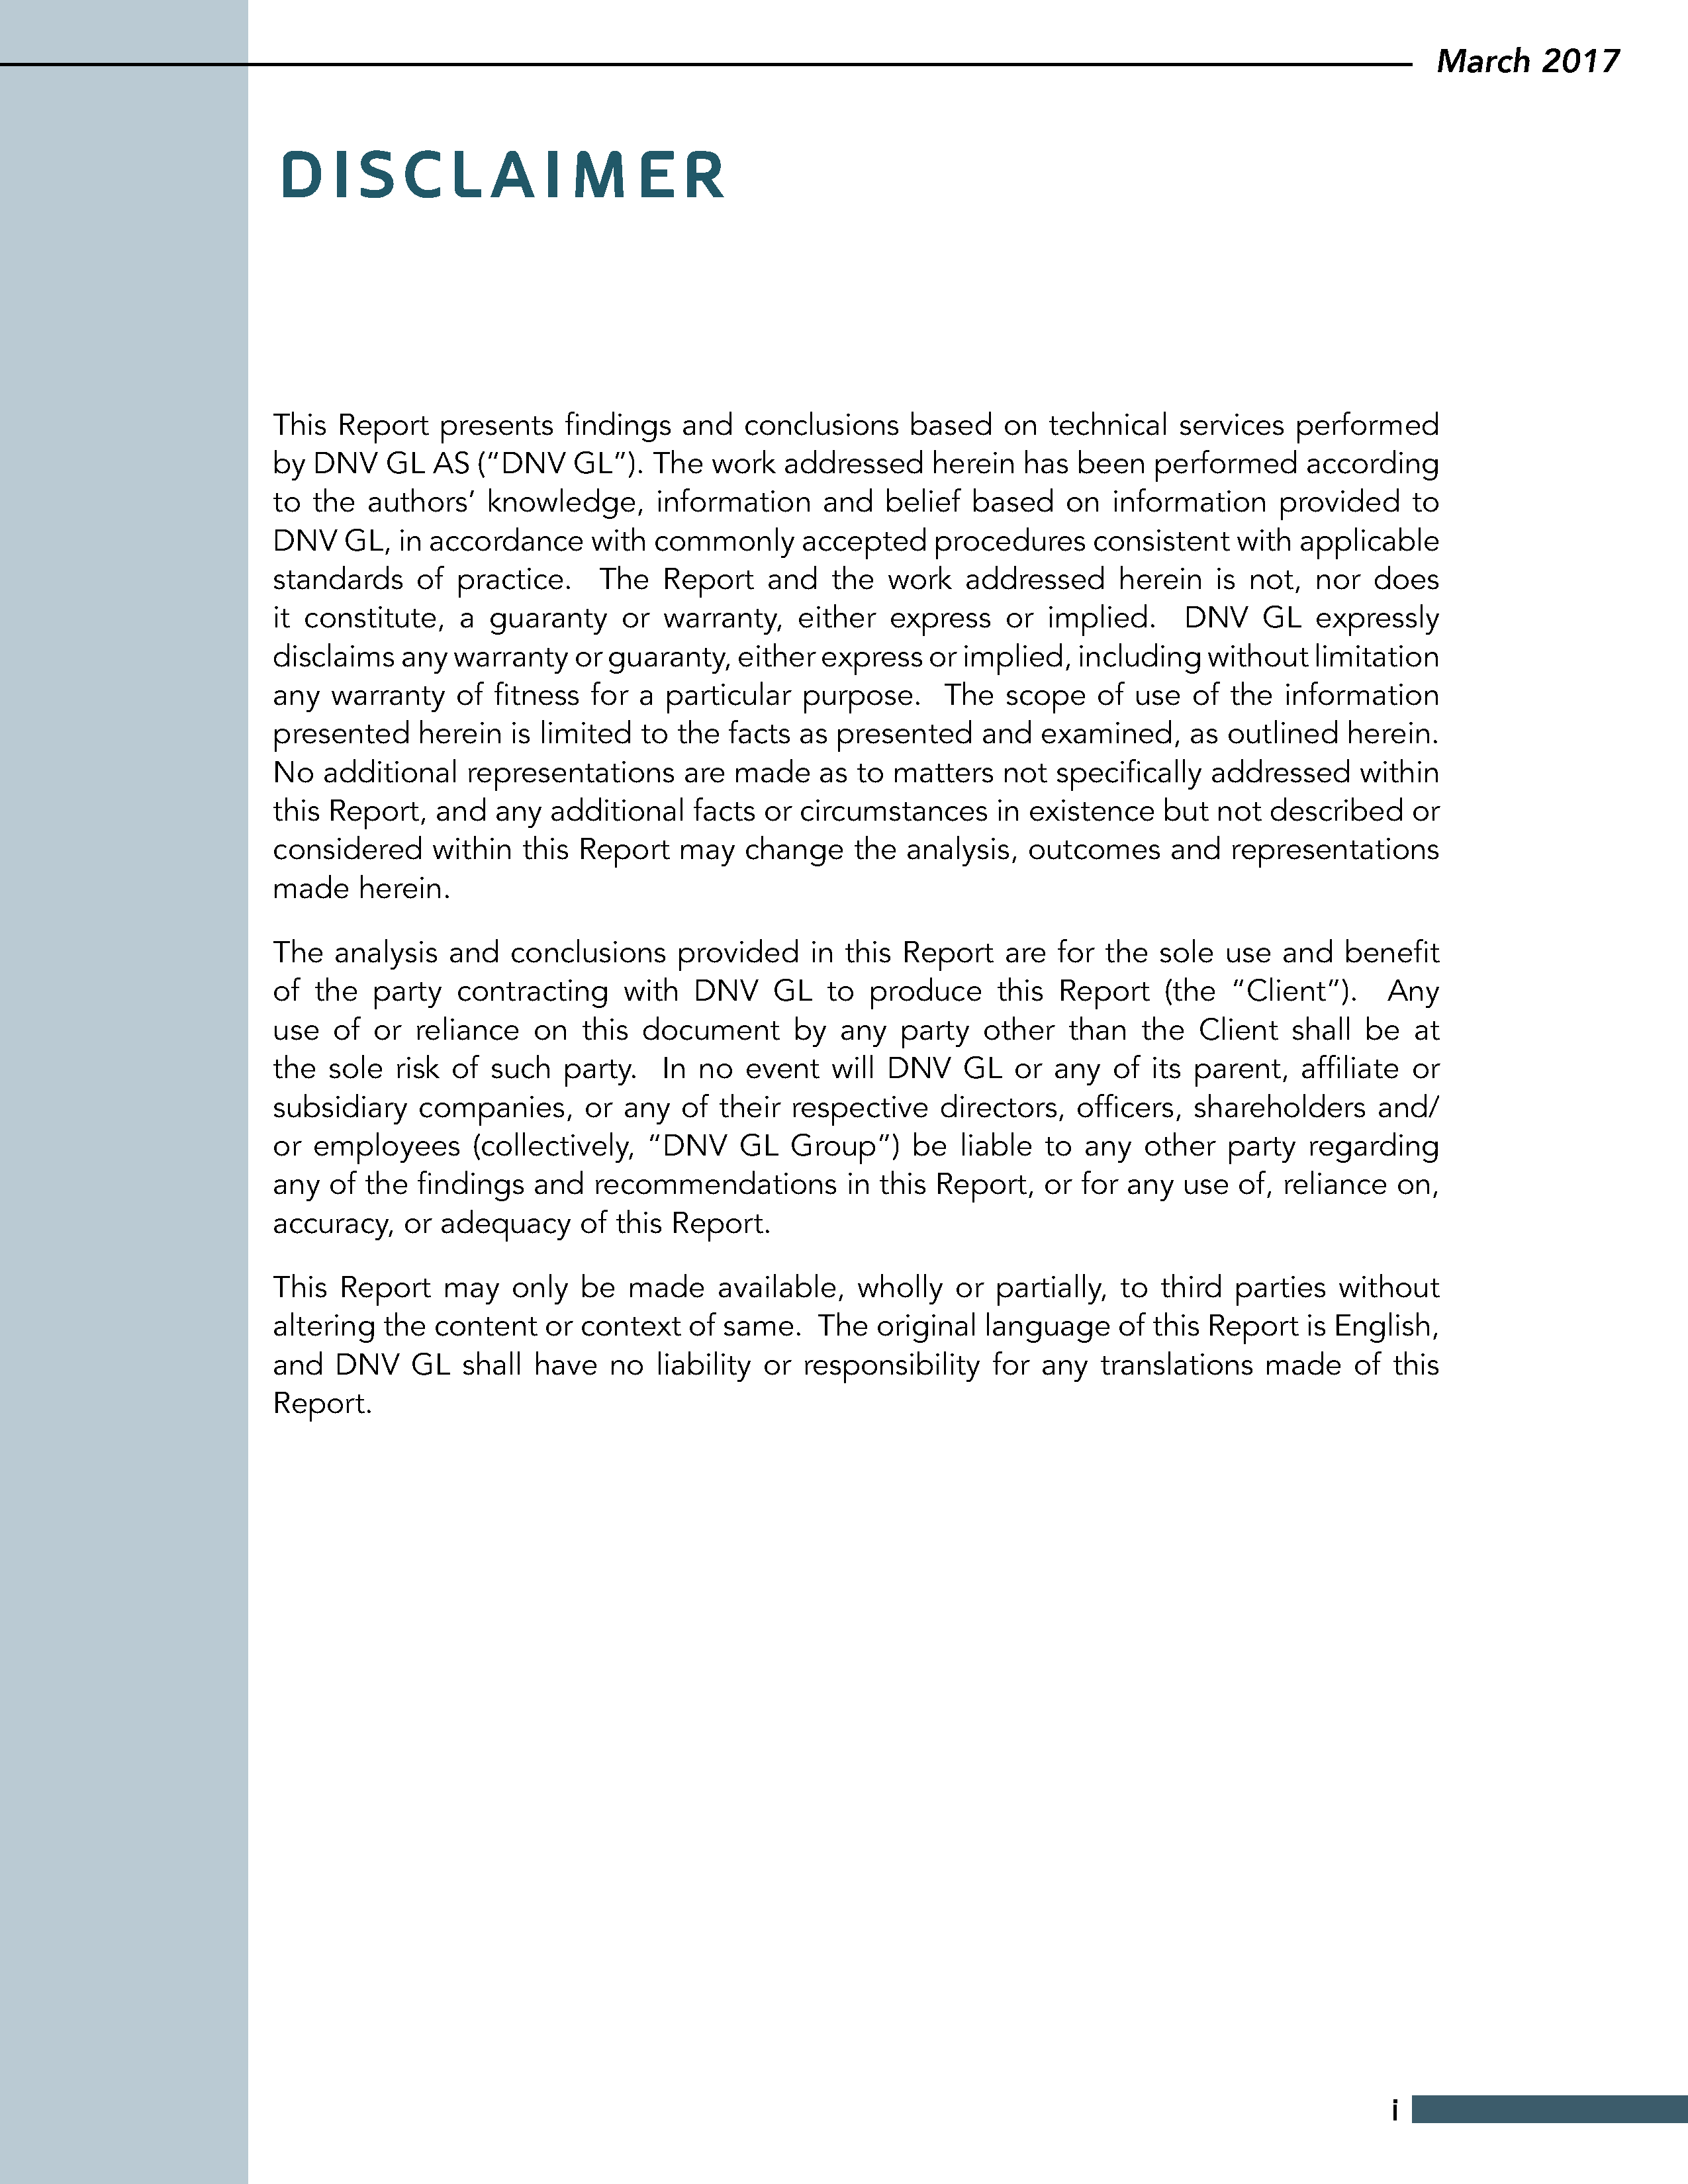 March 2017
DISCLAIMER
This Report presents findings and conclusions based on technical services performed
by DNV GL AS (“DNV GL”). The work addressed herein has been performed according
to the authors’ knowledge, information and belief based on information provided to
DNV GL, in accordance with commonly accepted procedures consistent with applicable
standards of practice.  The Report and the work addressed herein is not, nor does
it constitute, a guaranty or warranty, either express or implied.  DNV GL expressly
disclaims any warranty or guaranty, either express or implied, including without limitation
any warranty of fitness for a particular purpose.  The scope of use of the information
presented herein is limited to the facts as presented and examined, as outlined herein.
No additional representations are made as to matters not specifically addressed within
this Report, and any additional facts or circumstances in existence but not described or
considered within this Report may change the analysis, outcomes and representations
made herein.
The analysis and conclusions provided in this Report are for the sole use and benefit
of the party contracting with DNV GL to produce this Report (the “Client”).  Any
use of or reliance on this document by any party other than the Client shall be at
the sole risk of such party.  In no event will DNV GL or any of its parent, affiliate or
subsidiary companies, or any of their respective directors, officers, shareholders and/
or employees (collectively, “DNV GL Group”) be liable to any other party regarding
any of the findings and recommendations in this Report, or for any use of, reliance on,
accuracy, or adequacy of this Report.
This Report may only be made available, wholly or partially, to third parties without
altering the content or context of same.  The original language of this Report is English,
and DNV GL shall have no liability or responsibility for any translations made of this
Report.
i